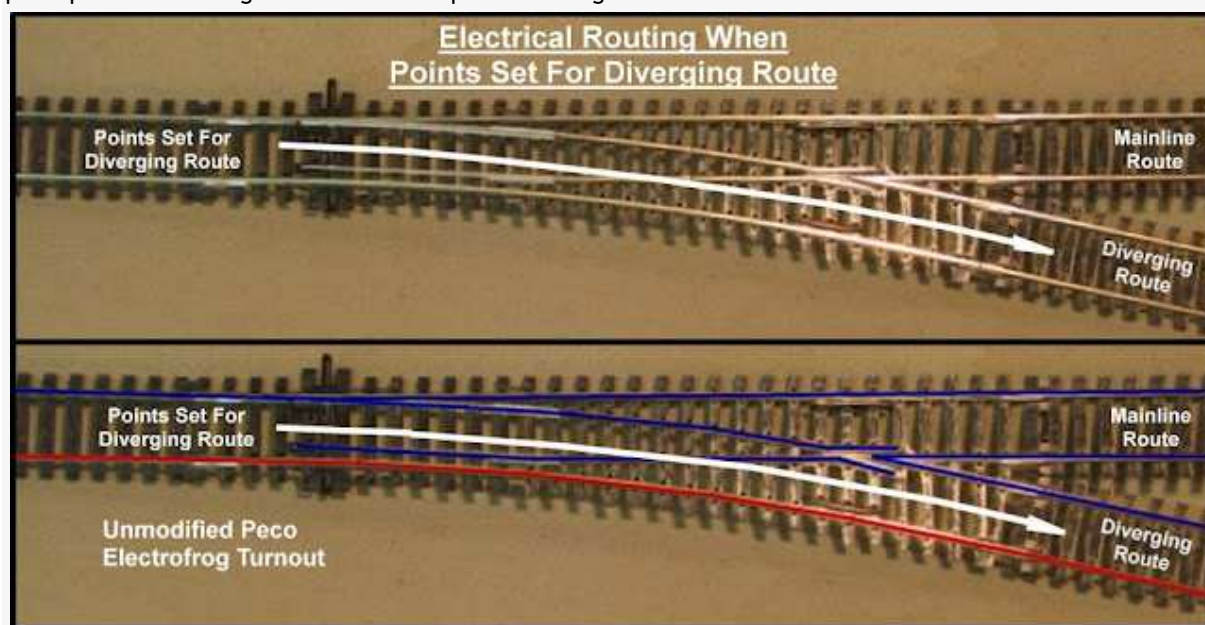 Electrical Routing When
Points Set For Diverging Route
Points Set For
Diverging Route
Mainline
Route
Diverging
Route
Points Set For
Diverging Route
Mainline
Route
Unmodified Peco
Electrofrog Turnout
Diverging
Route